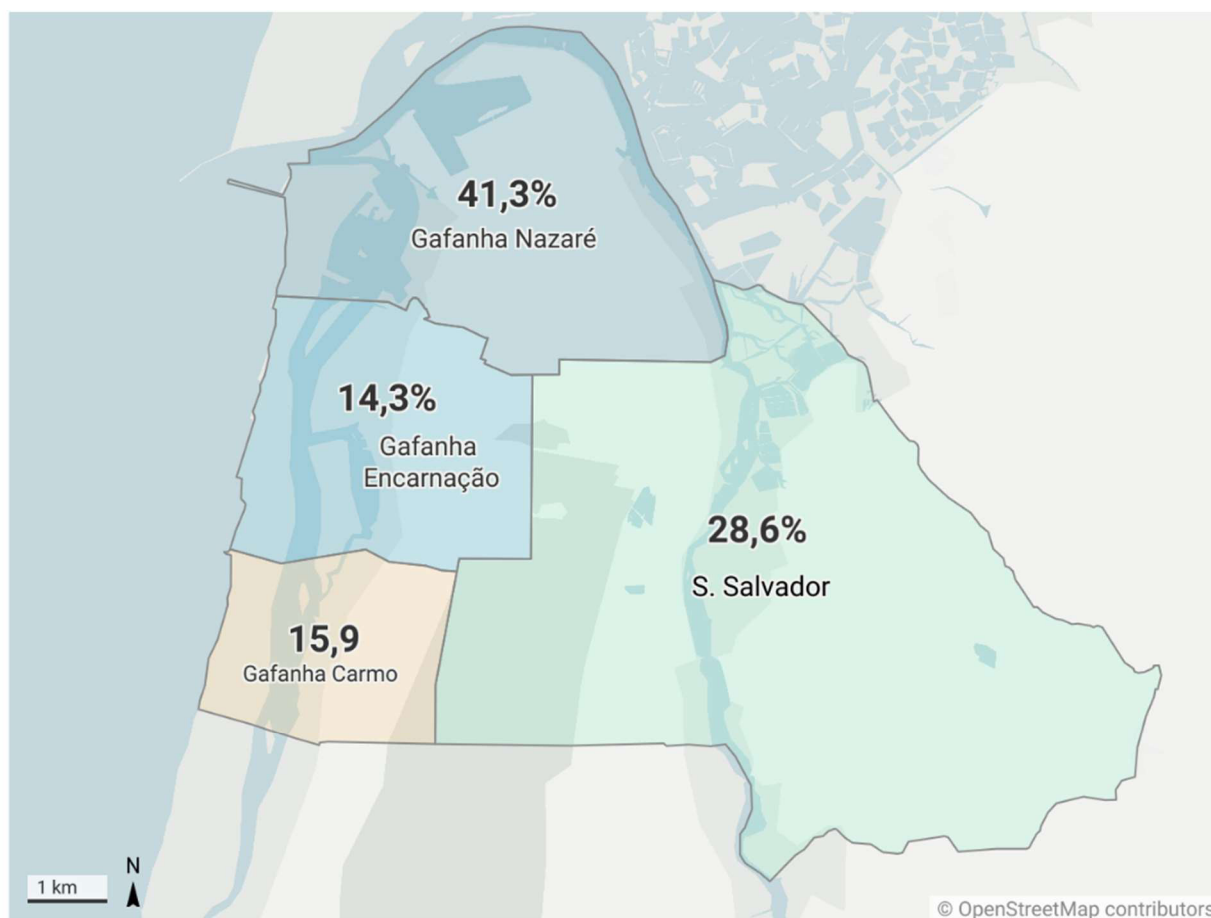 41,3%
Gafanha Nazaré
14,3%
Gafanha
Encarnação
28,6%
S. Salvador
15,9
Gafanha Carmo
1 km
N
© OpenStreetMap contributors